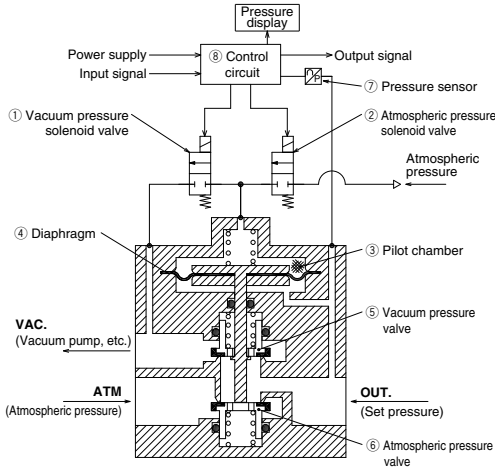 Pressure
display
Power supply
Input signal
⑧ Control
circuit
Output signal
P
⑦ Pressure sensor
① Vacuum pressure
solenoid valve
② Atmospheric pressure
solenoid valve
Atmospheric
pressure
④ Diaphragm
③ Pilot chamber
VAC.
(Vacuum pump, etc.)
⑤ Vacuum pressure
valve
ATM
(Atmospheric pressure)
OUT.
(Set pressure)
⑥ Atmospheric pressure
valve